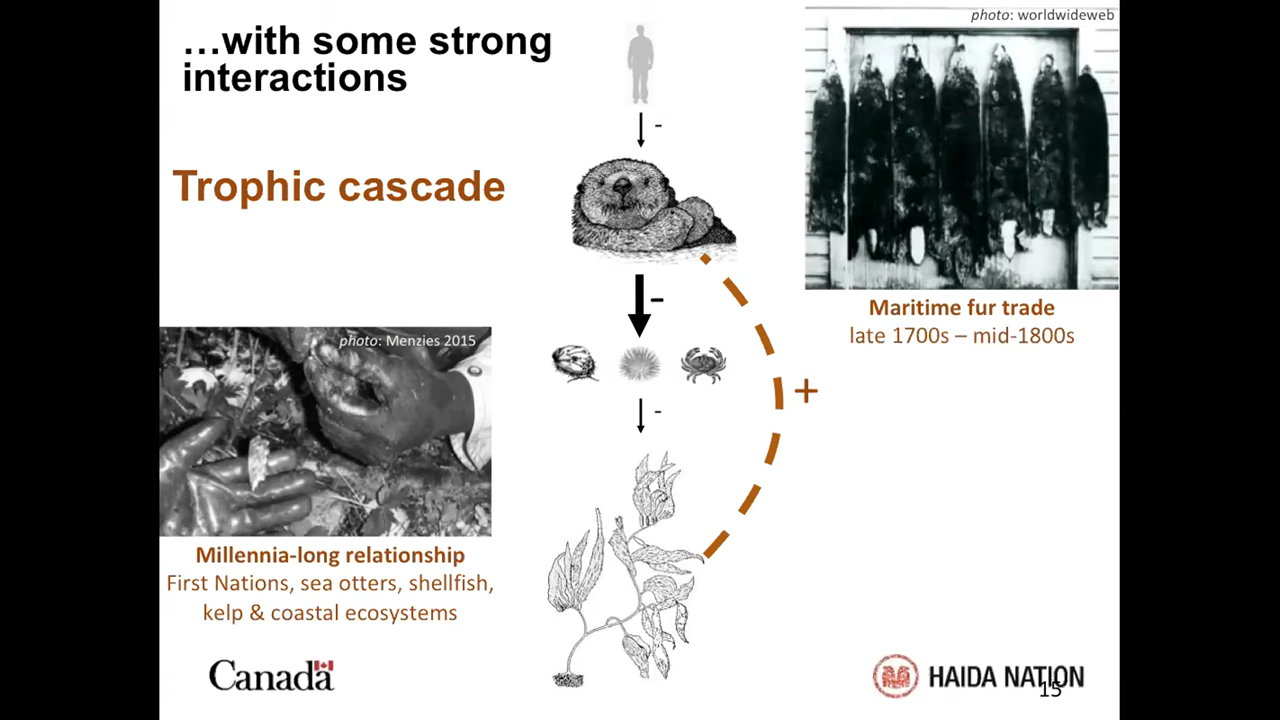 …with some strong
interactions
Trophic cascade
-
-
-
+
photo: worldwideweb
Maritime fur trade
late 1700s – mid-1800s
photo: Menzies 2015
Millennia-long relationship
First Nations, sea otters, shellfish,
kelp & coastal ecosystems
Canada
HAIDA NATION
15